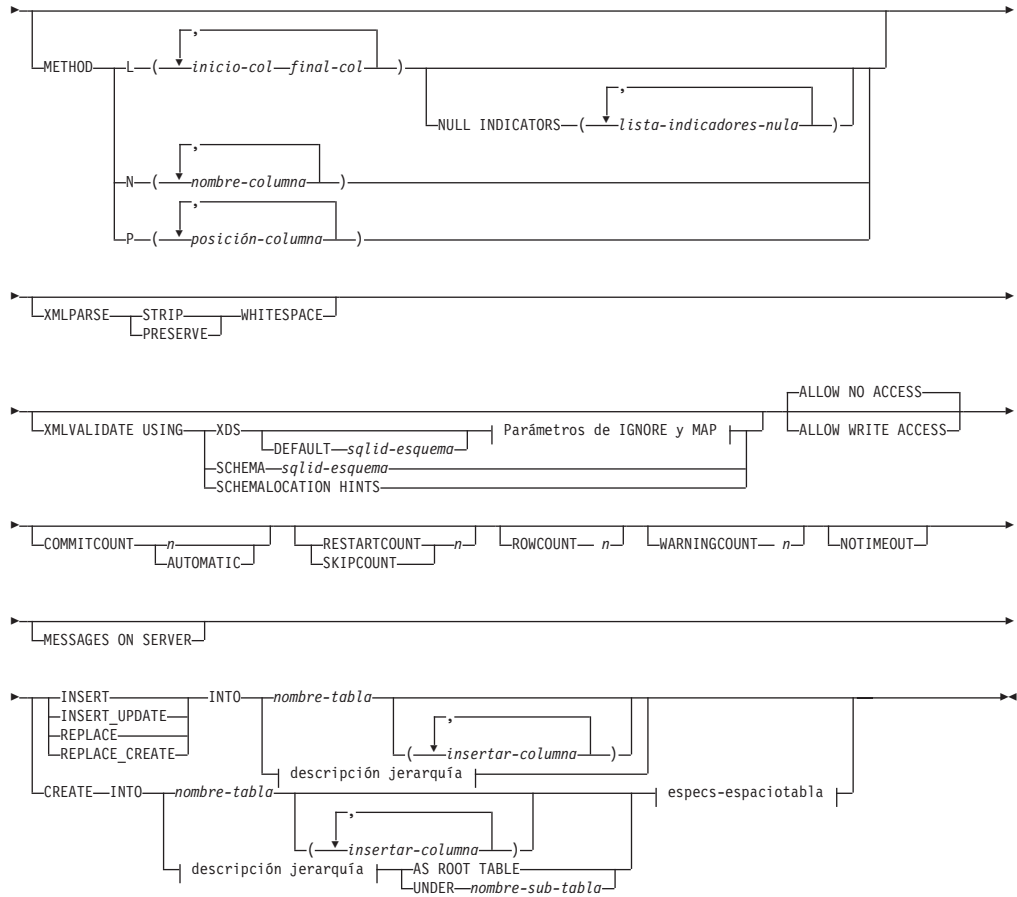 ,
METHOD L ( inicio-col final-col )
,
NULL INDICATORS ( lista-indicadores-nula )
,
N ( nombre-columna )
,
P ( posición-columna )
XMLPARSE STRIP WHITESPACE
PRESERVE
ALLOW NO ACCESS
XMLVALIDATE USING XDS Parámetros de IGNORE y MAP ALLOW WRITE ACCESS
DEFAULT sqlid-esquema
SCHEMA sqlid-esquema
SCHEMALOCATION HINTS
COMMITCOUNT n RESTARTCOUNT n ROWCOUNT n WARNINGCOUNT n NOTIMEOUT
AUTOMATIC SKIPCOUNT
MESSAGES ON SERVER
INSERT INTO nombre-tabla
INSERT_UPDATE ,
REPLACE
REPLACE_CREATE ( insertar-columna )
descripción jerarquía
CREATE INTO nombre-tabla especs-espaciotabla
,
( insertar-columna )
descripción jerarquía AS ROOT TABLE
UNDER nombre-sub-tabla